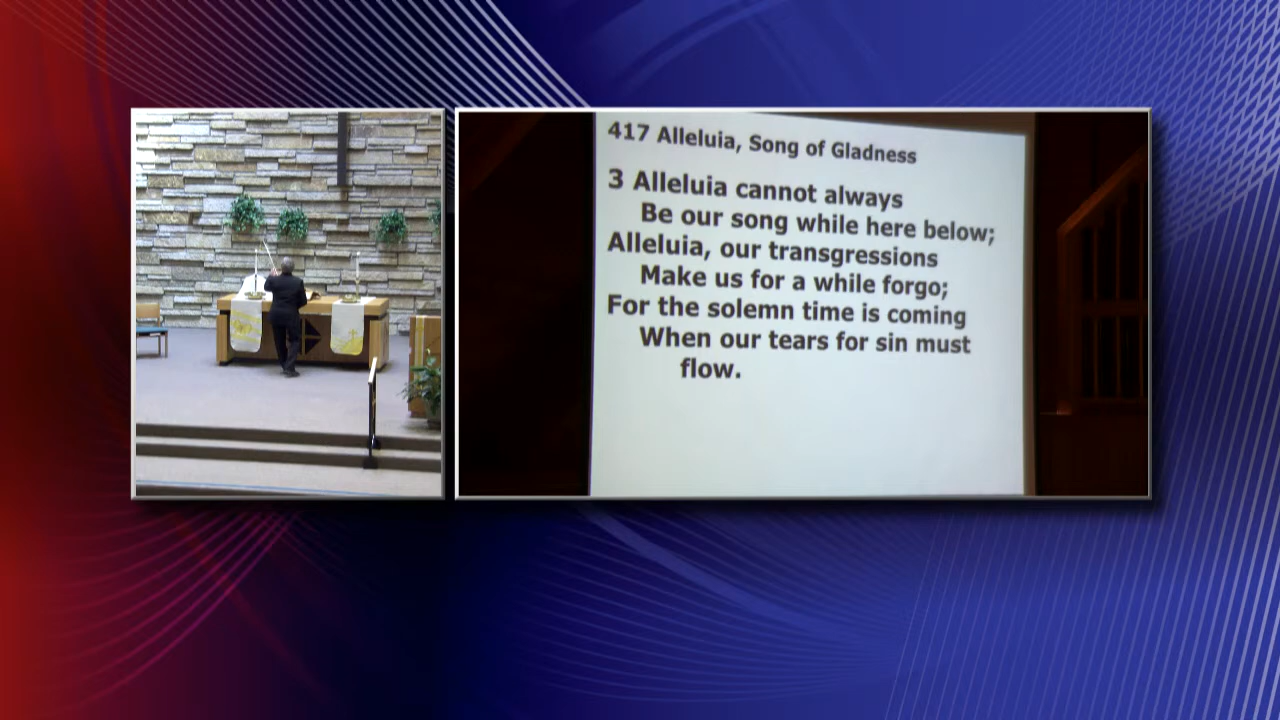 417 Alleluia, Song of Gladness
3 Alleluia cannot always
Be our song while here below;
Alleluia, our transgressions
Make us for a while forgo;
For the solemn time is coming
When our tears for sin must
flow.